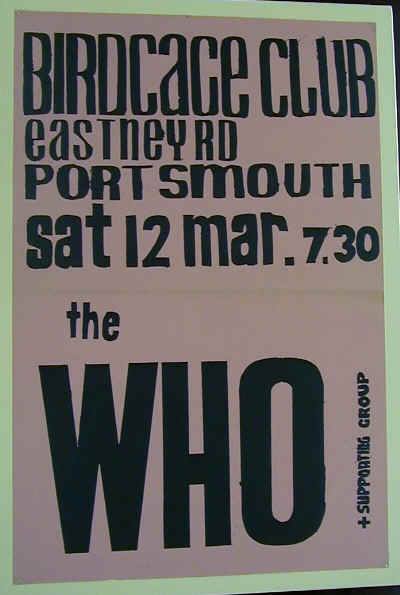 BIRDCAGE CLUB
eastney RD
PORTSMOUTH
sat 12 mar. 7.30
the
WHO
+ SUPPORTING GROUP